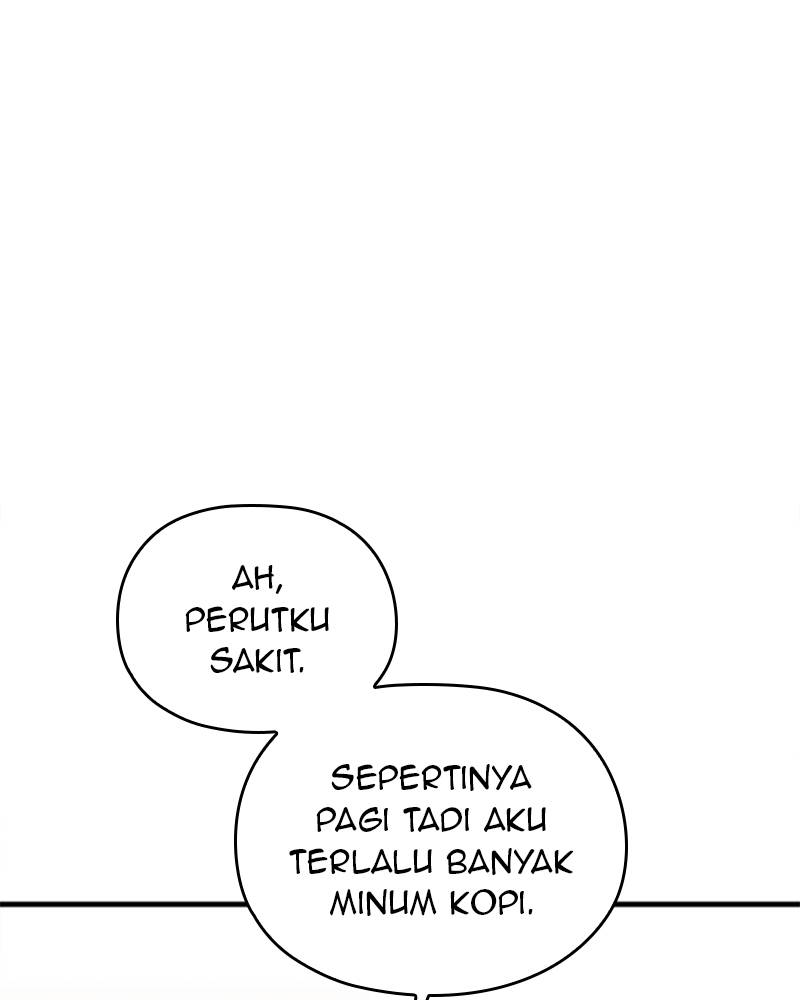 AH,
PERUTKU
SAKIT.
SEPERTINYA
PAGI TADI AKU
TERLALU BANYAK
MINUM KOPI.